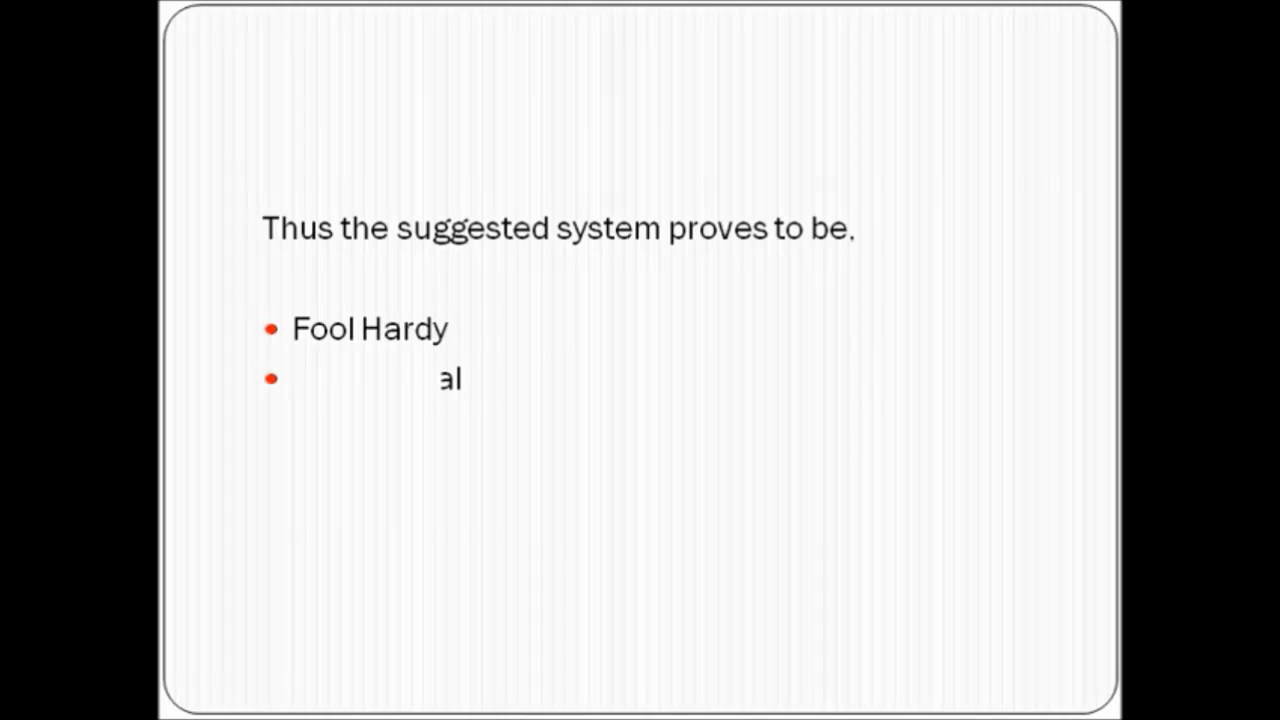 Thus the suggested system proves to be,
• Fool Hardy
• al